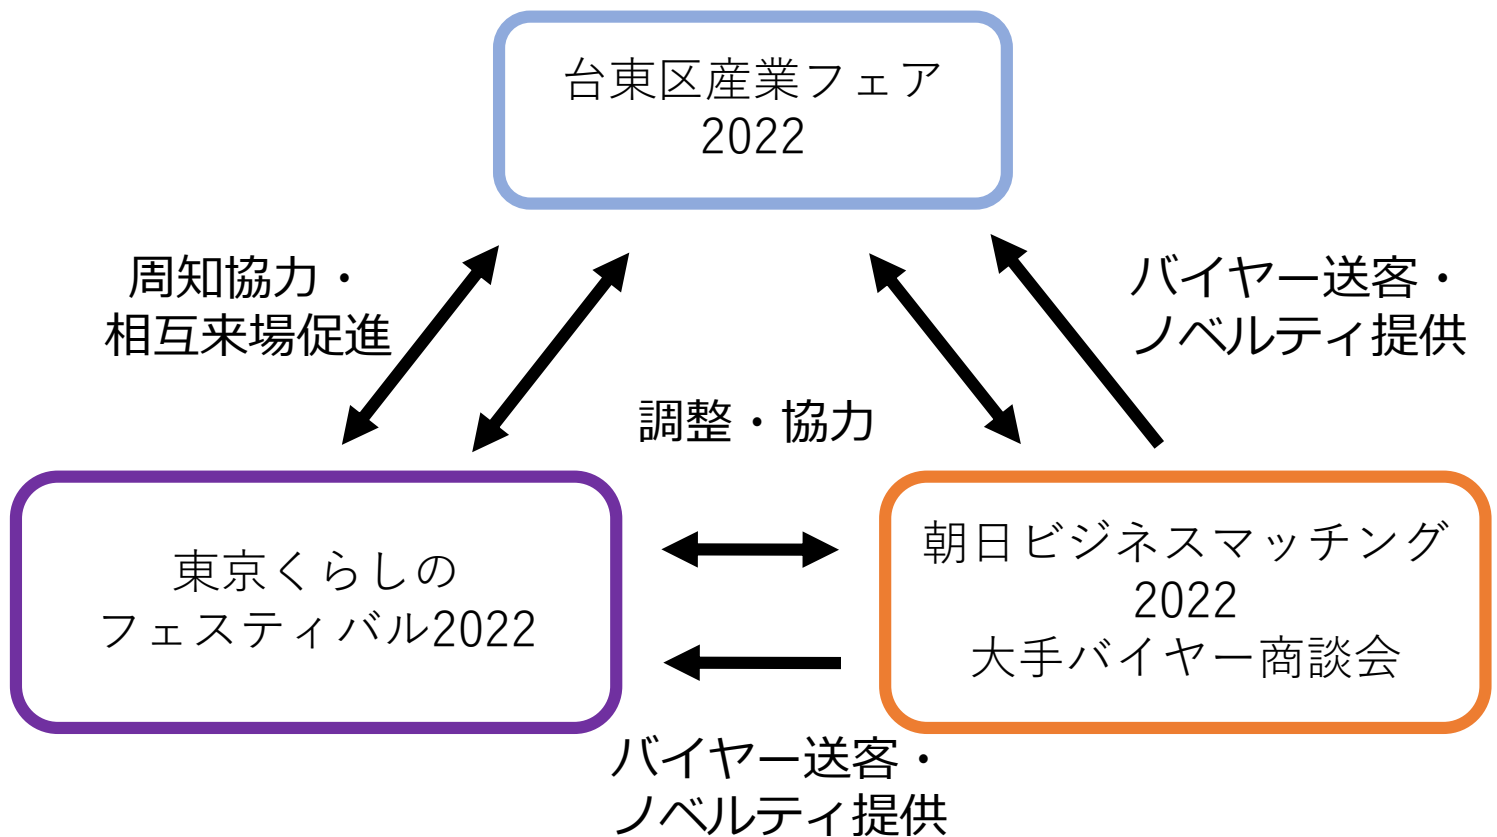 台東区産業フェア
2022
周知協力・
相互来場促進
バイヤー送客・
ノベルティ提供
調整・協力
東京くらしの
フェスティバル2022
朝日ビジネスマッチング
2022
大手バイヤー商談会
バイヤー送客・
ノベルティ提供